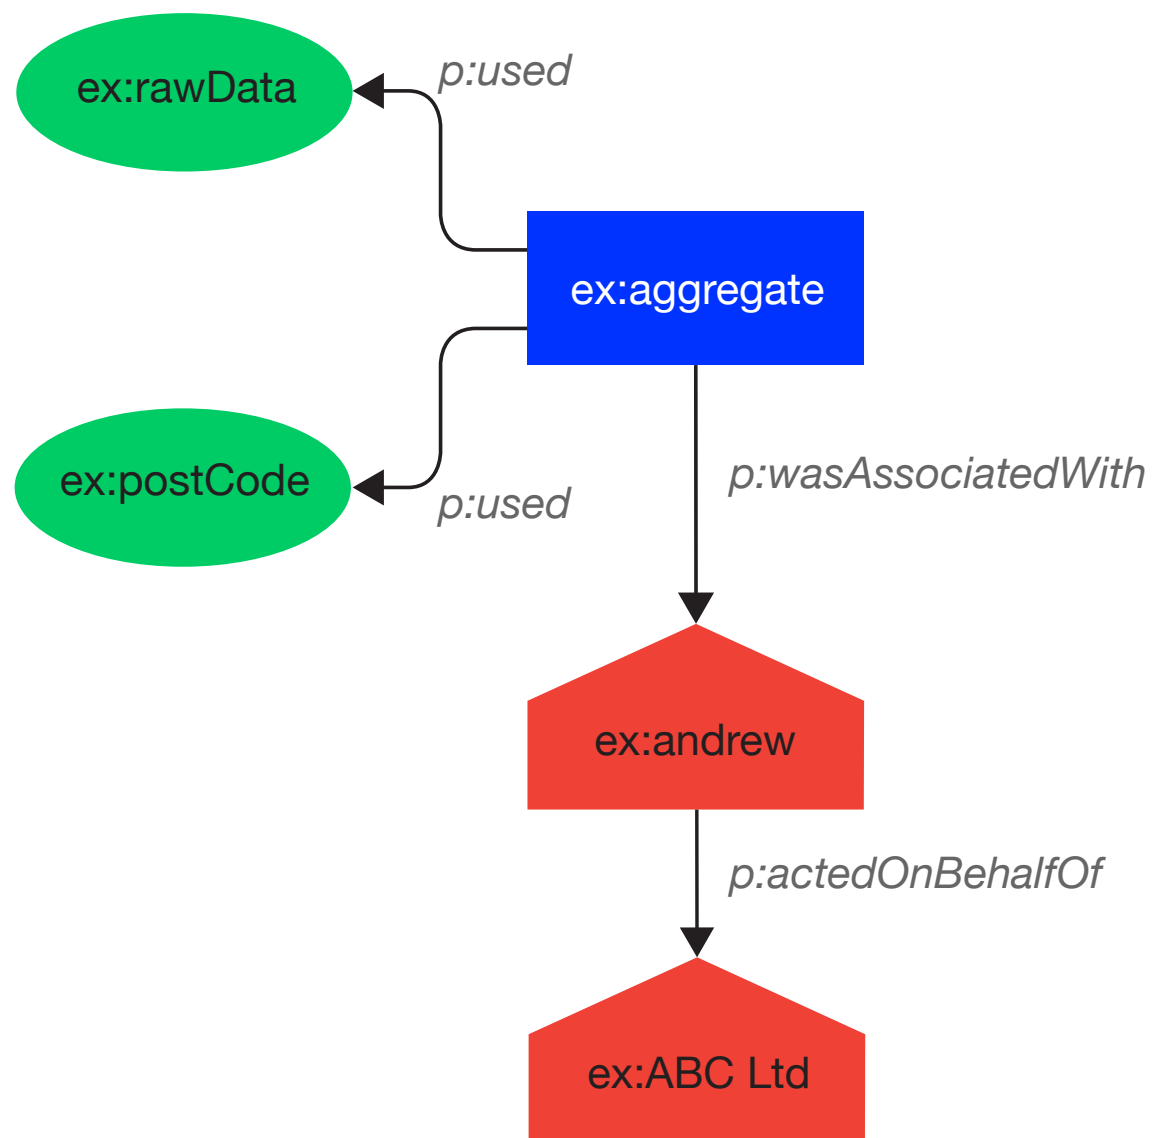 ex:rawData
p:used
ex:aggregate
ex:postCode
p:used
p:wasAssociatedWith
ex:andrew
p:actedOnBehalfOf
ex:ABC Ltd